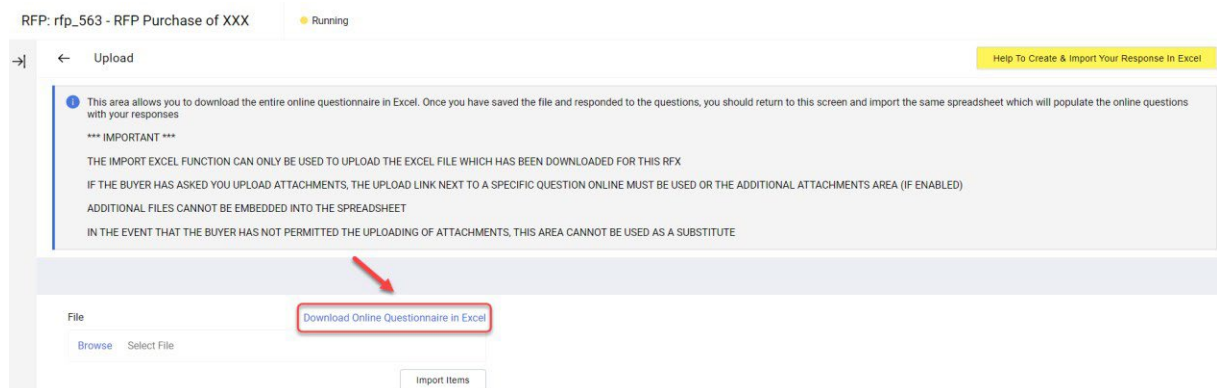 RFP: rfp_563 - RFP Purchase of XXX
Running
Upload
Help To Create & Import Your Response In Excel
This area allows you to download the entire online questionnaire in Excel. Once you have saved the file and responded to the questions, you should return to this screen and import the same spreadsheet which will populate the online questions
with your responses
*** IMPORTANT ***
THE IMPORT EXCEL FUNCTION CAN ONLY BE USED TO UPLOAD THE EXCEL FILE WHICH HAS BEEN DOWNLOADED FOR THIS RFX
IF THE BUYER HAS ASKED YOU UPLOAD ATTACHMENTS, THE UPLOAD LINK NEXT TO A SPECIFIC QUESTION ONLINE MUST BE USED OR THE ADDITIONAL ATTACHMENTS AREA (IF ENABLED)
ADDITIONAL FILES CANNOT BE EMBEDDED INTO THE SPREADSHEET
IN THE EVENT THAT THE BUYER HAS NOT PERMITTED THE UPLOADING OF ATTACHMENTS, THIS AREA CANNOT BE USED AS A SUBSTITUTE
File
Download Online Questionnaire in Excel
Browse Select File
Import Items